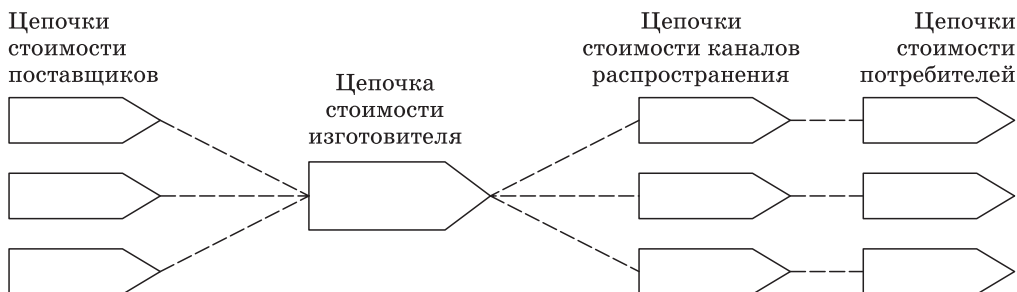 Цепочки
стоимости
поставщиков
Цепочка
стоимости
изготовителя
Цепочки
стоимости каналов
распространения
Цепочки
стоимости
потребителей